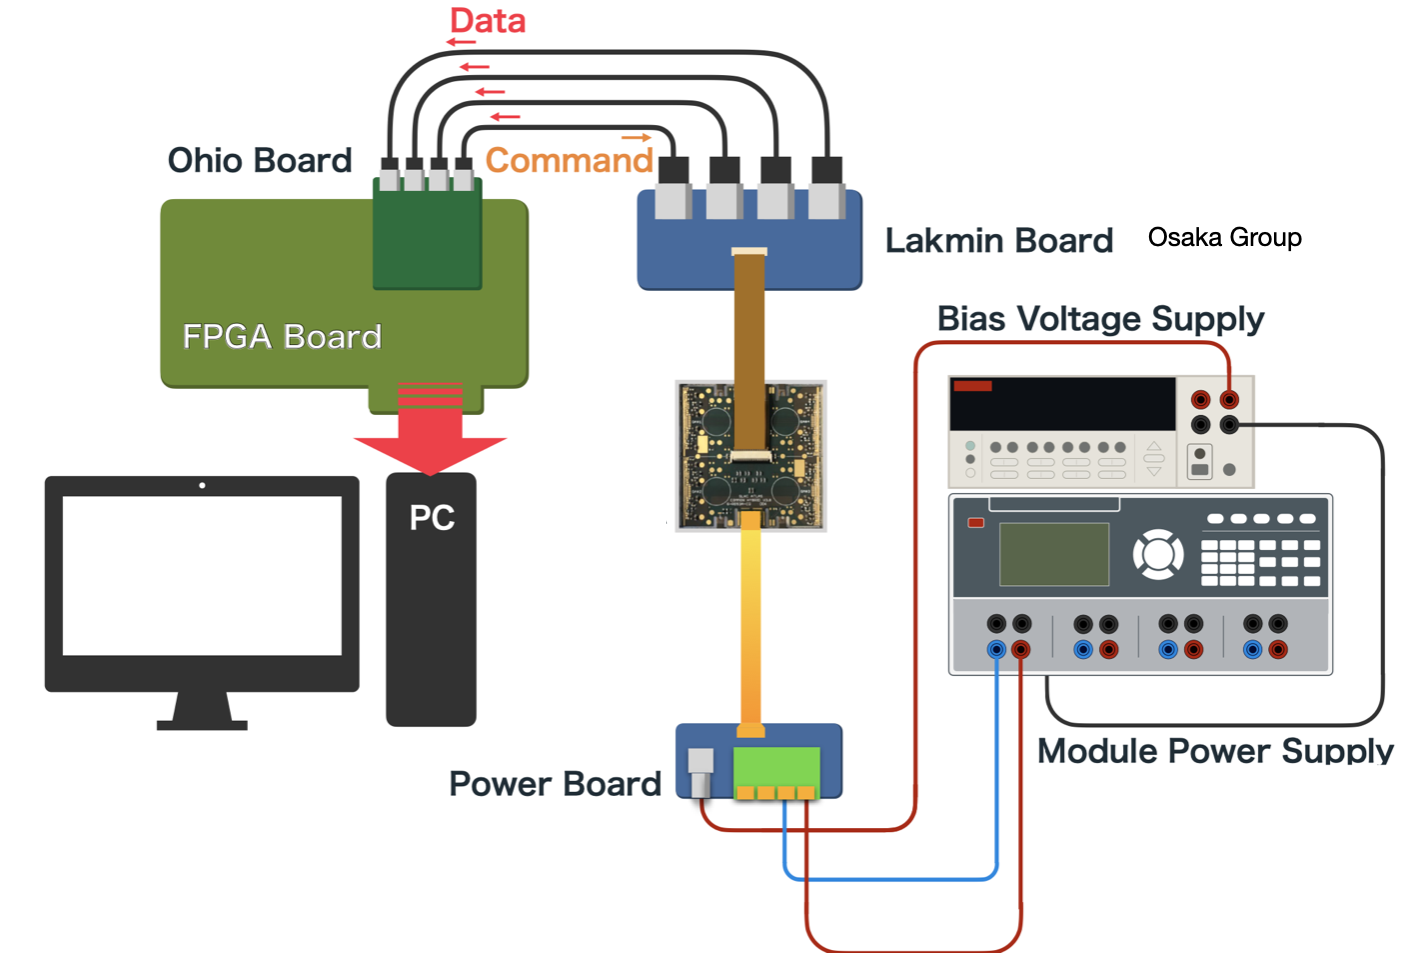 Data
Ohio Board
Command
Lakmin Board
Osaka Group
Bias Voltage Supply
FPGA Board
PC
Module Power Supply
Power Board